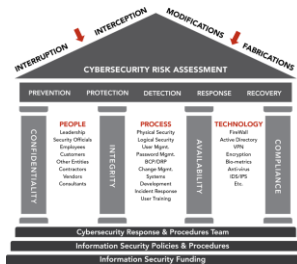 INTERRUPTION
INTERCEPTION
MODIFICATIONS
FABRICATIONS
CYBERSECURITY RISK ASSESSMENT
PREVENTION PROTECTION DETECTION RESPONSE RECOVERY
CONFIDENTIALITY
PEOPLE
Leadership
Security Officials
Employees
Customers
Other Entities
Contractors
Vendors
Consultants
INTEGRITY
PROCESS
Physical Security
Logical Security
User Mgmt.
Password Mgmt.
BCP/DRP
Change Mgmt.
Systems
Development
Incident Response
User Training
AVAILABILITY
TECHNOLOGY
FireWall
Active Directory
VPN
Encryption
Bio-metrics
Anti-virus
IDS/IPS
Etc.
COMPLIANCE
Cybersecurity Response & Procedures Team
Information Security Policies & Procedures
Information Security Funding